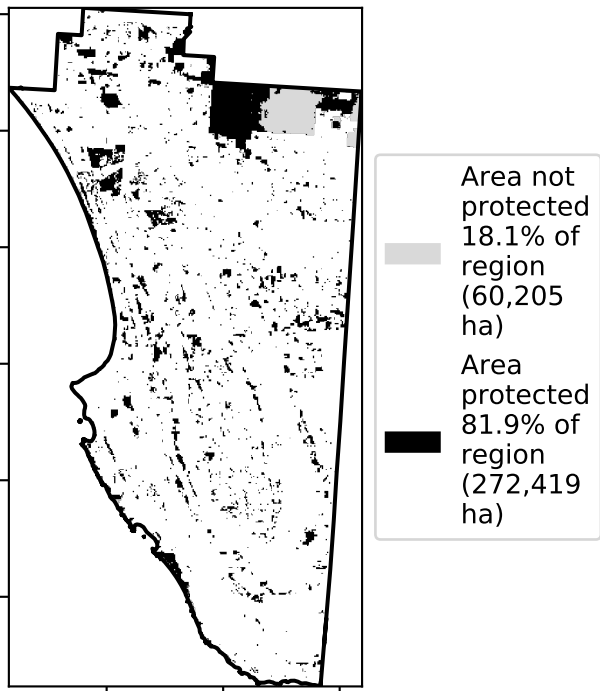 Area not
protected
18.1% of
region
(60,205
ha)
Area
protected
81.9% of
region
(272,419
ha)